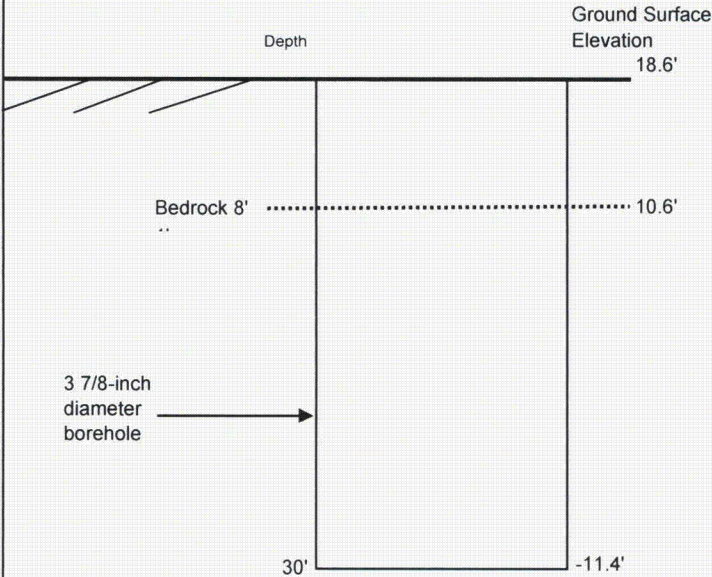 Ground Surface
Elevation
Depth
18.6'
Bedrock 8'
10.6'
3 7/8-inch
diameter
borehole
30'
-11.4'